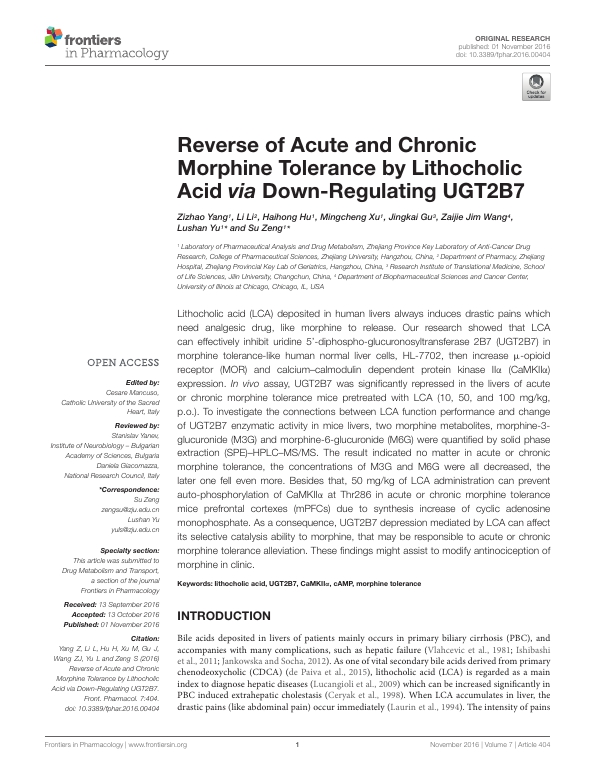 frontiers
in Pharmacology
ORIGINAL RESEARCH
published: 01 November 2016
doi: 10.3389/fphar.2016.00404
Check for
updates
Reverse of Acute and Chronic
Morphine Tolerance by Lithocholic
Acid via Down-Regulating UGT2B7
Zizhao Yang¹, Li Li², Haihong Hu¹, Mingcheng Xu¹, Jingkai Gu³, Zaijie Jim Wang⁴,
Lushan Yu¹* and Su Zeng¹*
¹ Laboratory of Pharmaceutical Analysis and Drug Metabolism, Zhejiang Province Key Laboratory of Anti-Cancer Drug
Research, College of Pharmaceutical Sciences, Zhejiang University, Hangzhou, China, ² Department of Pharmacy, Zhejiang
Hospital, Zhejiang Provincial Key Lab of Geriatrics, Hangzhou, China, ³ Research Institute of Translational Medicine, School
of Life Sciences, Jilin University, Changchun, China, ⁴ Department of Biopharmaceutical Sciences and Cancer Center,
University of Illinois at Chicago, Chicago, IL, USA
OPEN ACCESS
Edited by:
Cesare Mancuso,
Catholic University of the Sacred
Heart, Italy
Reviewed by:
Stanislav Yanev,
Institute of Neurobiology – Bulgarian
Academy of Sciences, Bulgaria
Daniela Giacomazza,
National Research Council, Italy
*Correspondence:
Su Zeng
zengsu@zju.edu.cn
Lushan Yu
yuls@zju.edu.cn
Specialty section:
This article was submitted to
Drug Metabolism and Transport,
a section of the journal
Frontiers in Pharmacology
Received: 13 September 2016
Accepted: 13 October 2016
Published: 01 November 2016
Citation:
Yang Z, Li L, Hu H, Xu M, Gu J,
Wang ZJ, Yu L and Zeng S (2016)
Reverse of Acute and Chronic
Morphine Tolerance by Lithocholic
Acid via Down-Regulating UGT2B7.
Front. Pharmacol. 7:404.
doi: 10.3389/fphar.2016.00404
Lithocholic acid (LCA) deposited in human livers always induces drastic pains which
need analgesic drug, like morphine to release. Our research showed that LCA
can effectively inhibit uridine 5′-diphospho-glucuronosyltransferase 2B7 (UGT2B7) in
morphine tolerance-like human normal liver cells, HL-7702, then increase μ-opioid
receptor (MOR) and calcium–calmodulin dependent protein kinase IIα (CaMKIIα)
expression. In vivo assay, UGT2B7 was significantly repressed in the livers of acute
or chronic morphine tolerance mice pretreated with LCA (10, 50, and 100 mg/kg,
p.o.). To investigate the connections between LCA function performance and change
of UGT2B7 enzymatic activity in mice livers, two morphine metabolites, morphine-3-
glucuronide (M3G) and morphine-6-glucuronide (M6G) were quantified by solid phase
extraction (SPE)–HPLC–MS/MS. The result indicated no matter in acute or chronic
morphine tolerance, the concentrations of M3G and M6G were all decreased, the
later one fell even more. Besides that, 50 mg/kg of LCA administration can prevent
auto-phosphorylation of CaMKIIα at Thr286 in acute or chronic morphine tolerance
mice prefrontal cortexes (mPFCs) due to synthesis increase of cyclic adenosine
monophosphate. As a consequence, UGT2B7 depression mediated by LCA can affect
its selective catalysis ability to morphine, that may be responsible to acute or chronic
morphine tolerance alleviation. These findings might assist to modify antinociception of
morphine in clinic.
Keywords: lithocholic acid, UGT2B7, CaMKIIα, cAMP, morphine tolerance
INTRODUCTION
Bile acids deposited in livers of patients mainly occurs in primary biliary cirrhosis (PBC), and
accompanies with many complications, such as hepatic failure (Vlahcevic et al., 1981; Ishibashi
et al., 2011; Jankowska and Socha, 2012). As one of vital secondary bile acids derived from primary
chenodeoxycholic (CDCA) (de Paiva et al., 2015), lithocholic acid (LCA) is regarded as a main
index to diagnose hepatic diseases (Lucangioli et al., 2009) which can be increased significantly in
PBC induced extrahepatic cholestasis (Ceryak et al., 1998). When LCA accumulates in liver, the
drastic pains (like abdominal pain) occur immediately (Laurin et al., 1994). The intensity of pains
Frontiers in Pharmacology | www.frontiersin.org
1
November 2016 | Volume 7 | Article 404